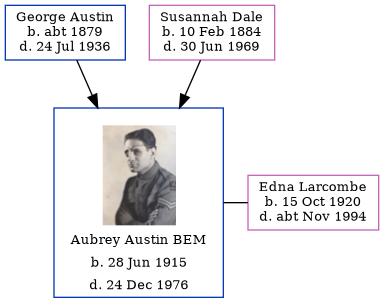 George Austin
b. abt 1879
d. 24 Jul 1936
Susannah Dale
b. 10 Feb 1884
d. 30 Jun 1969
Aubrey Austin BEM
b. 28 Jun 1915
d. 24 Dec 1976
Edna Larcombe
b. 15 Oct 1920
d. abt Nov 1994